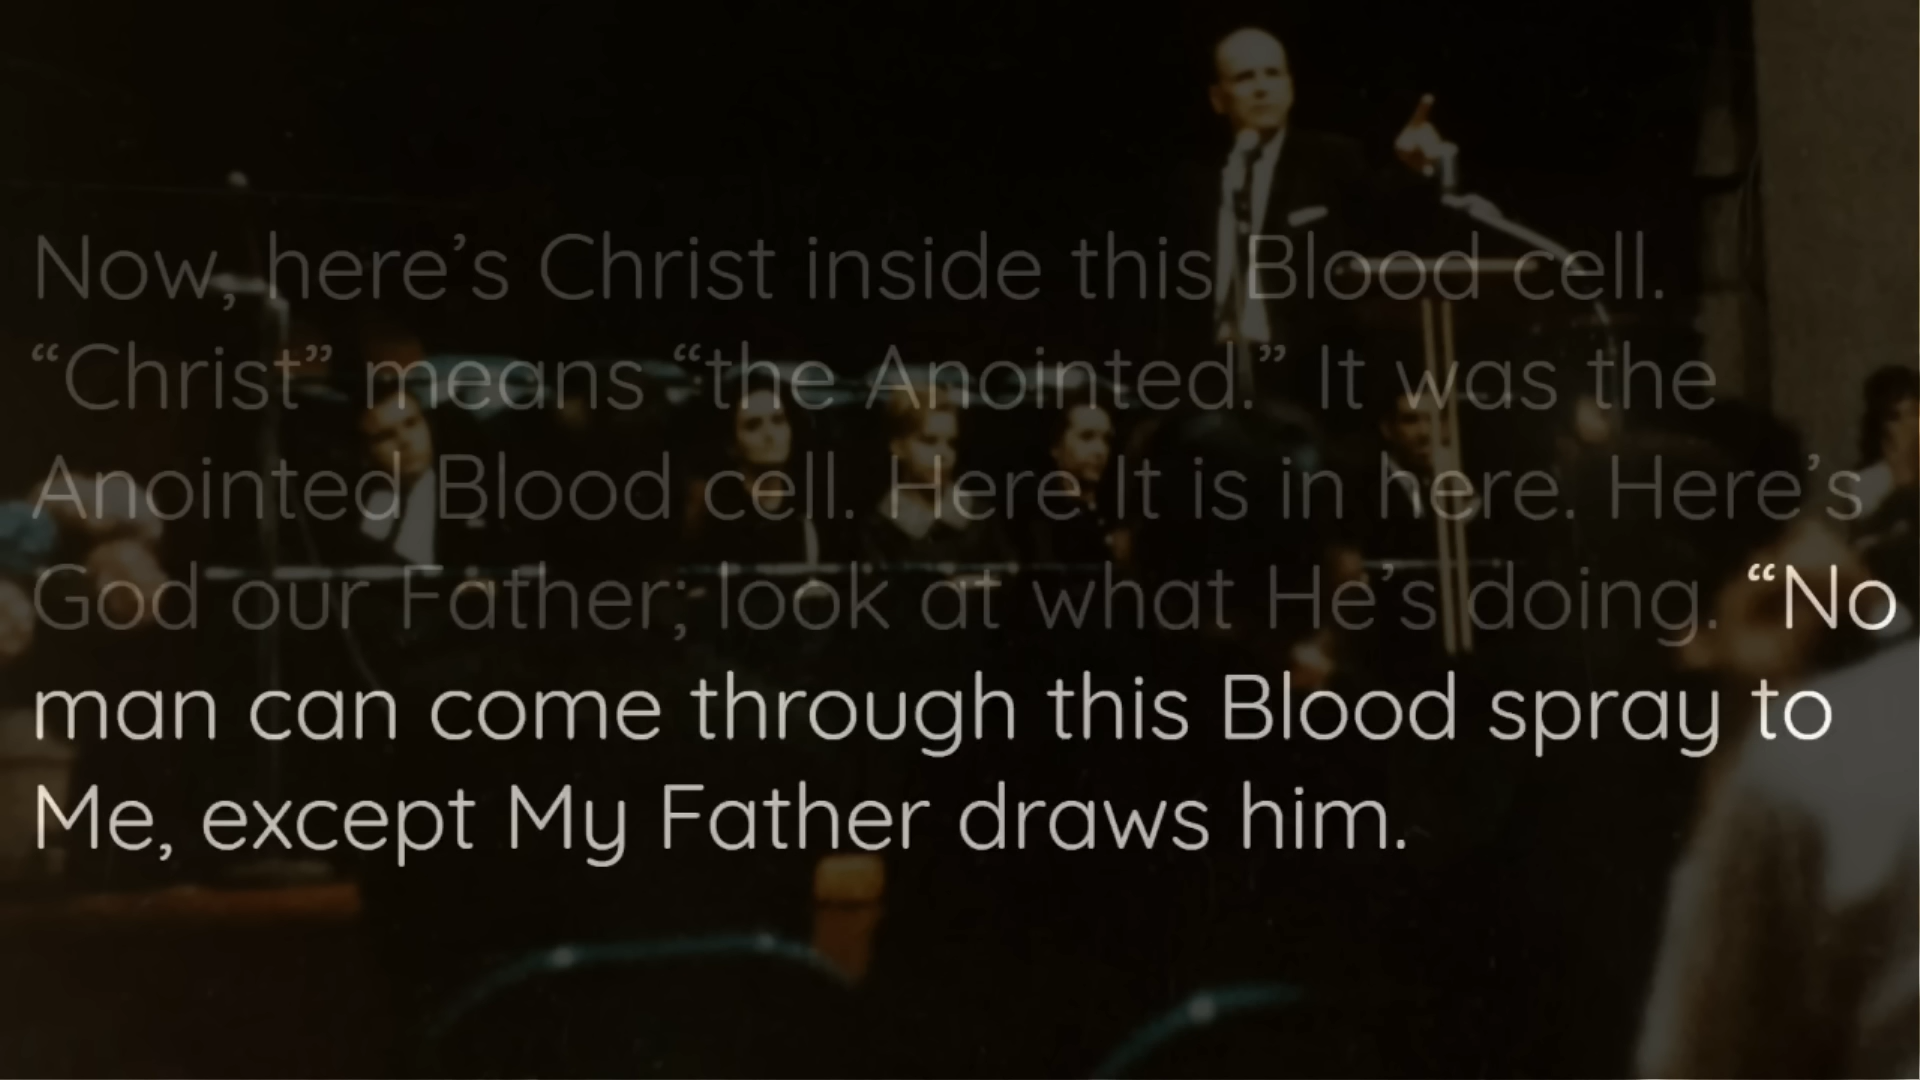 Now, here’s Christ inside this Blood cell.
“Christ” means “the Anointed.” It was the
Anointed Blood cell. Here It is in here. Here’s
God our Father; look at what He’s doing. “No
man can come through this Blood spray to
Me, except My Father draws him.